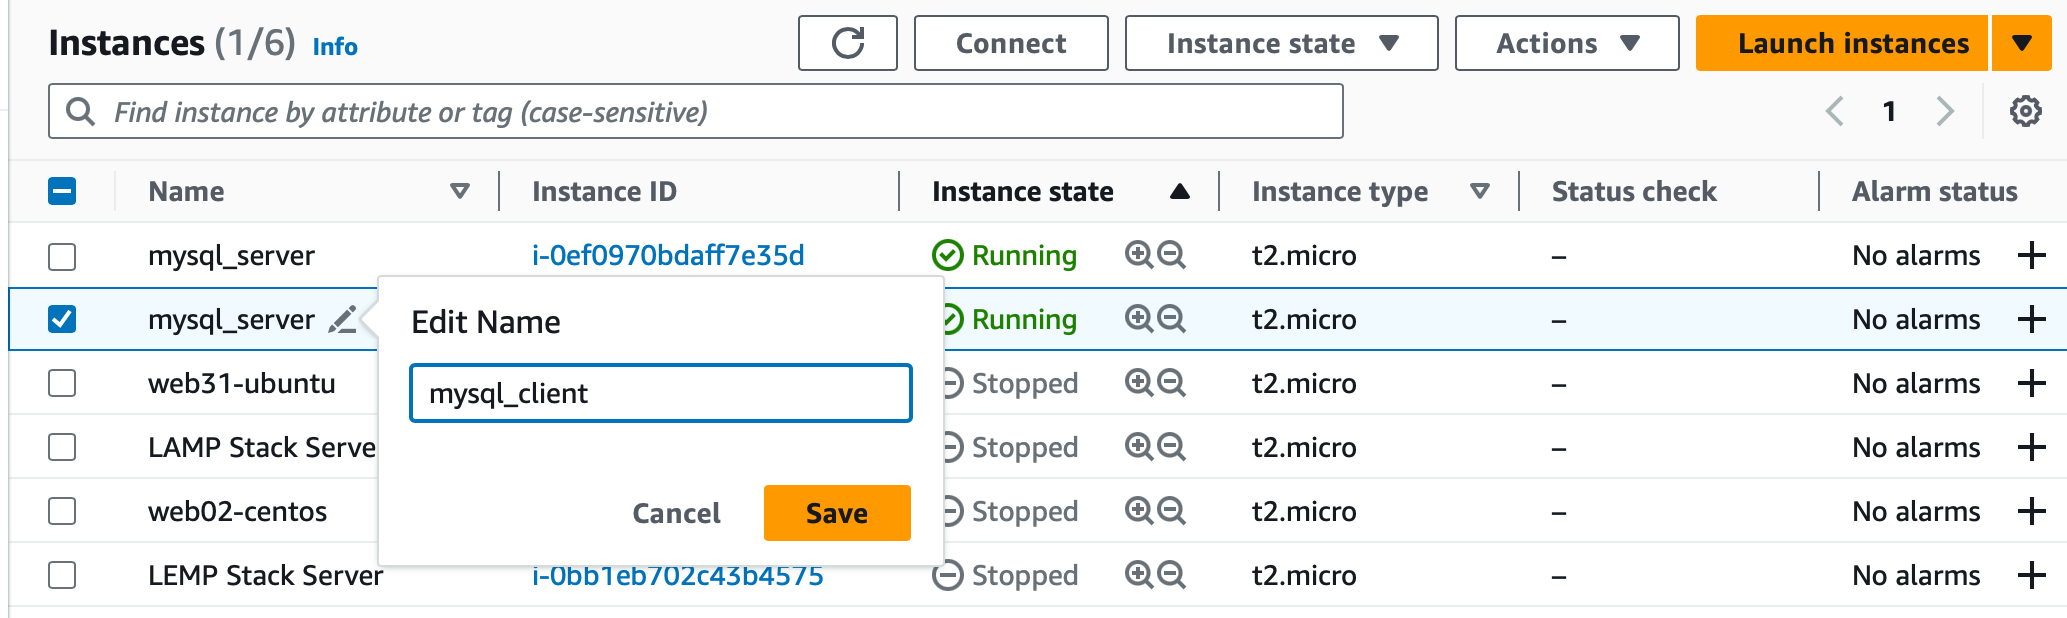 Instances (1/6) Info Connect Instance state Actions Launch instances
Find instance by attribute or tag (case-sensitive) 1
Name Instance ID Instance state Instance type Status check Alarm status
mysql_server i-0ef0970bdaff7e35d Running t2.micro – No alarms +
mysql_server Running t2.micro – No alarms +
Edit Name
mysql_client
Cancel Save
web31-ubuntu Stopped t2.micro – No alarms +
LAMP Stack Serve Stopped t2.micro – No alarms +
web02-centos Stopped t2.micro – No alarms +
LEMP Stack Server i-0bb1eb702c43b4575 Stopped t2.micro – No alarms +